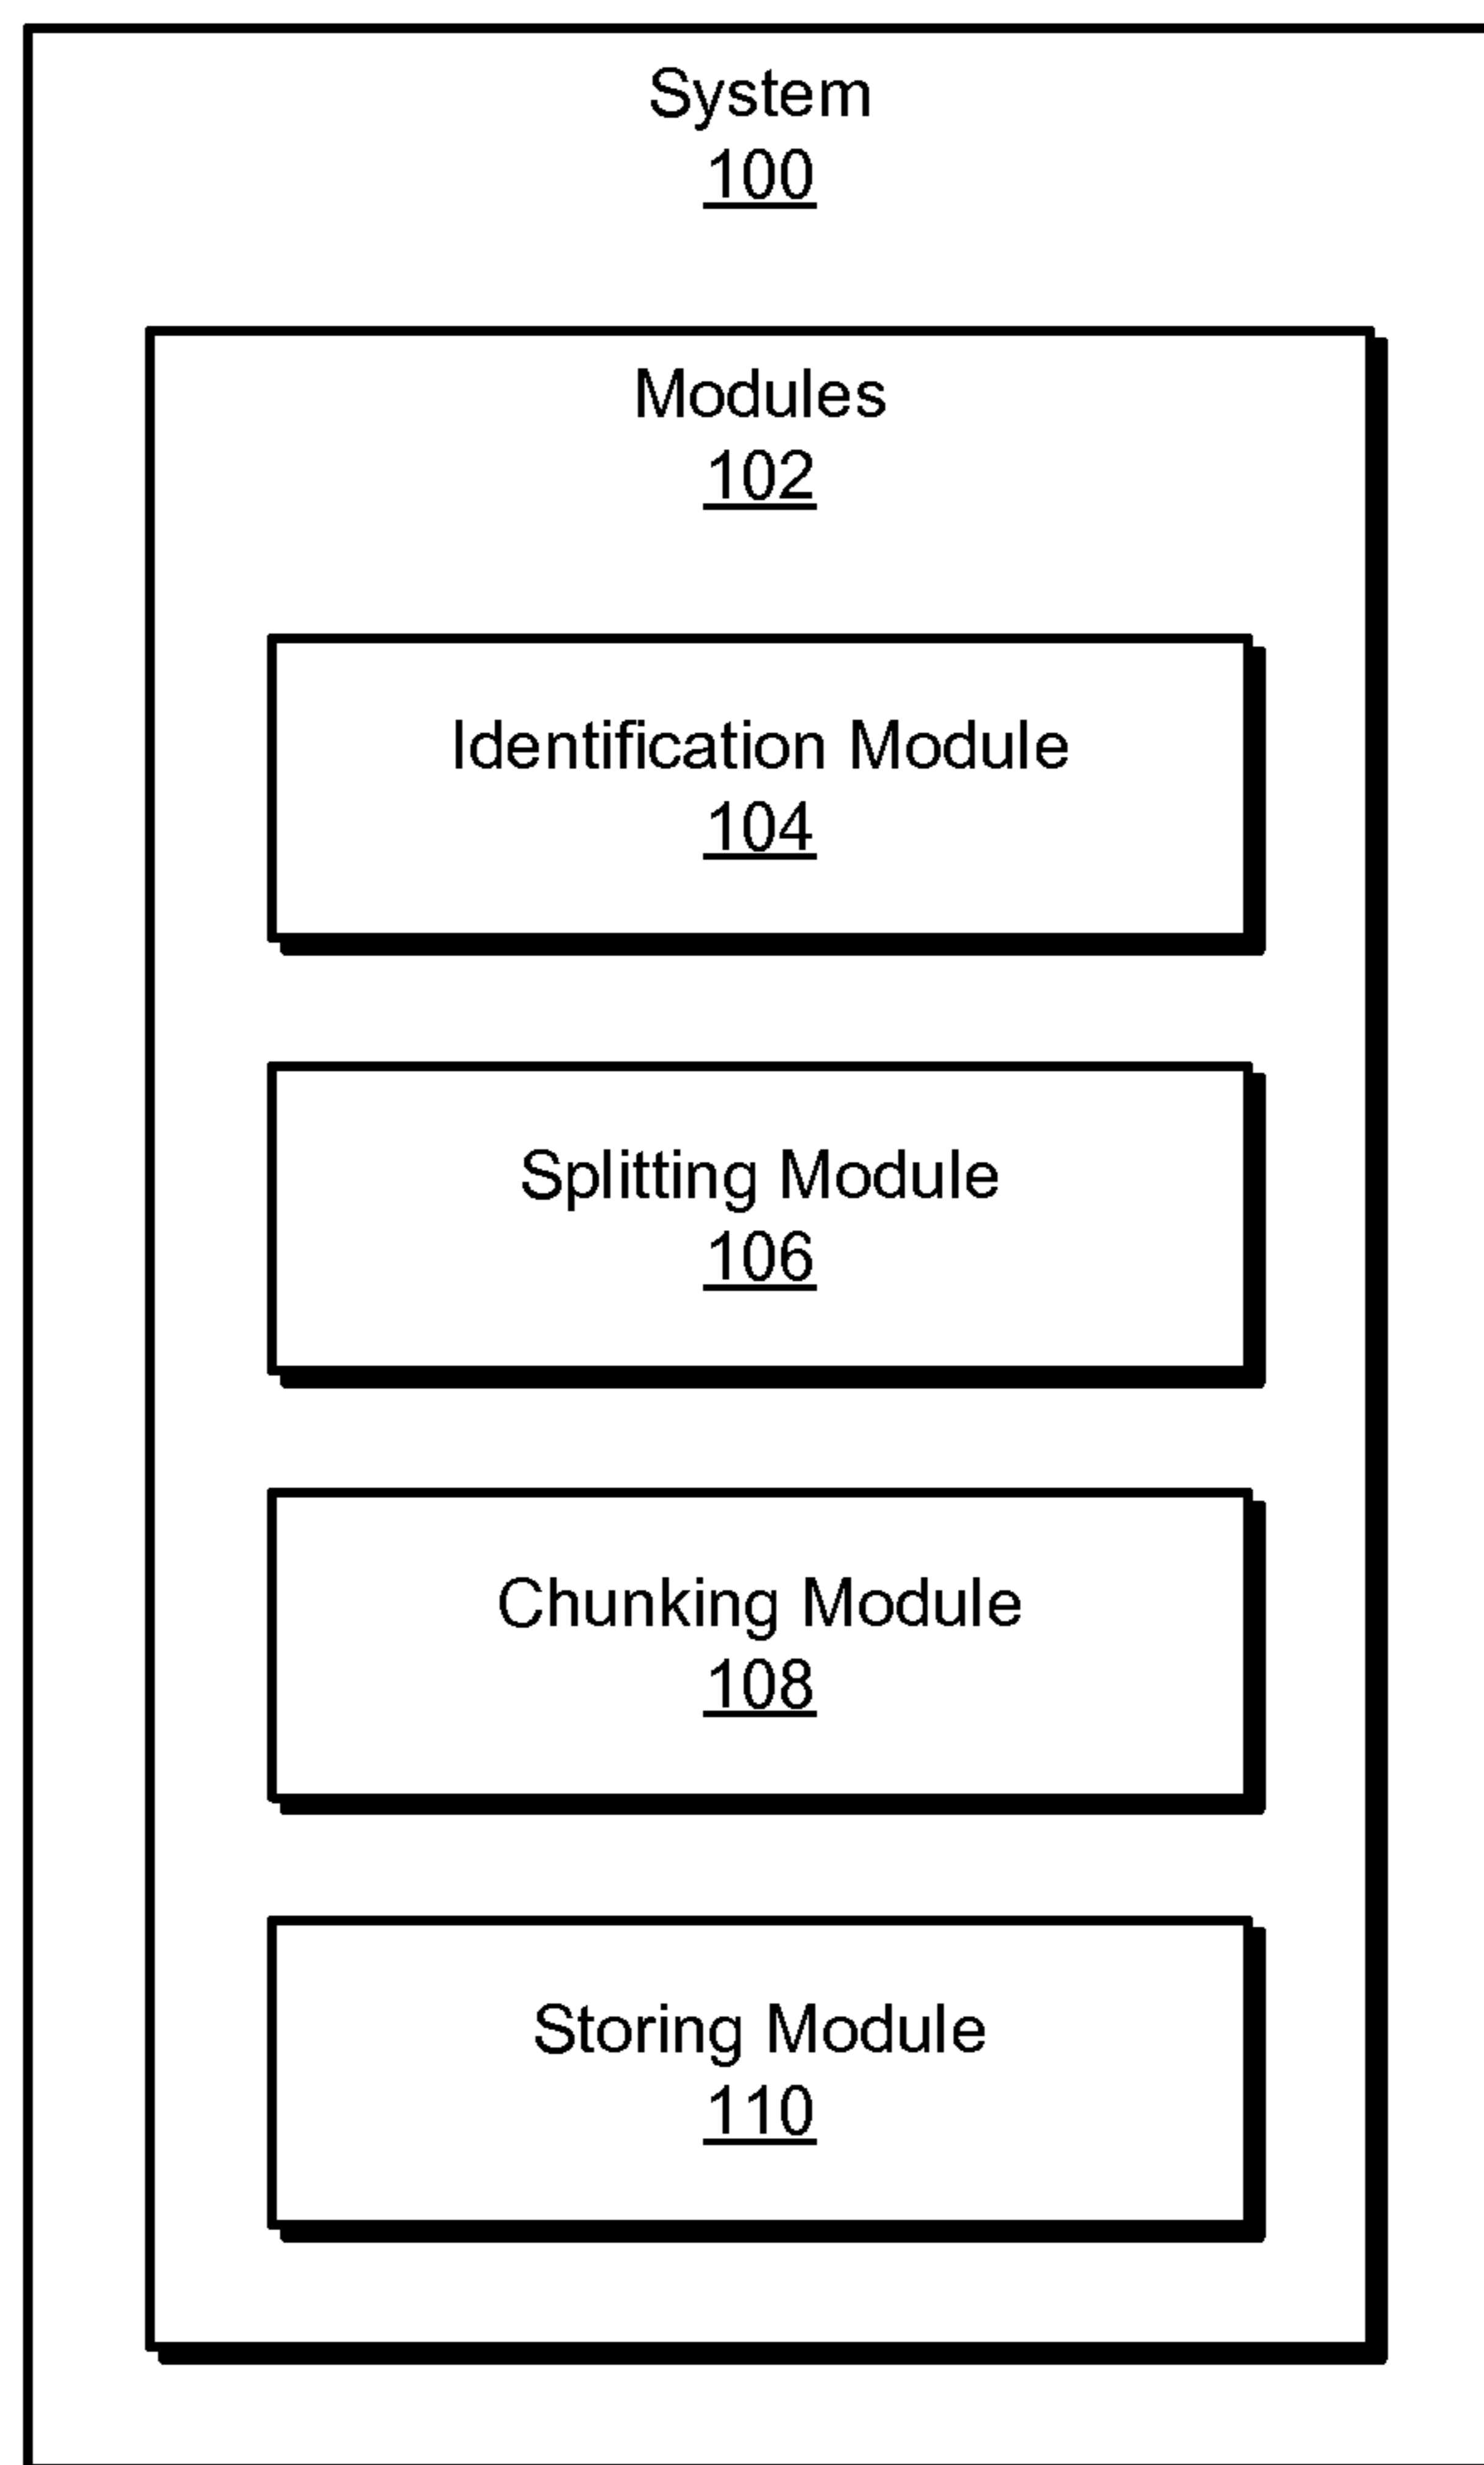 System
100
Modules
102
Identification Module
104
Splitting Module
106
Chunking Module
108
Storing Module
110